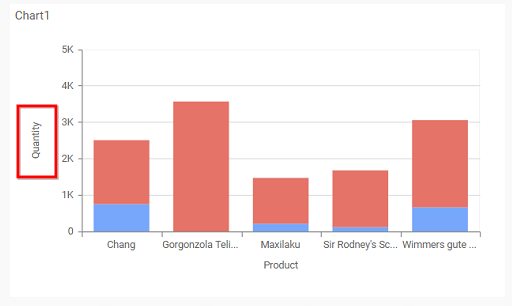 Chart1
5K
4K
3K
2K
1K
0
Quantity
Chang Gorgonzola Teli... Maxilaku Sir Rodney's Sc... Wimmers gute ...
Product